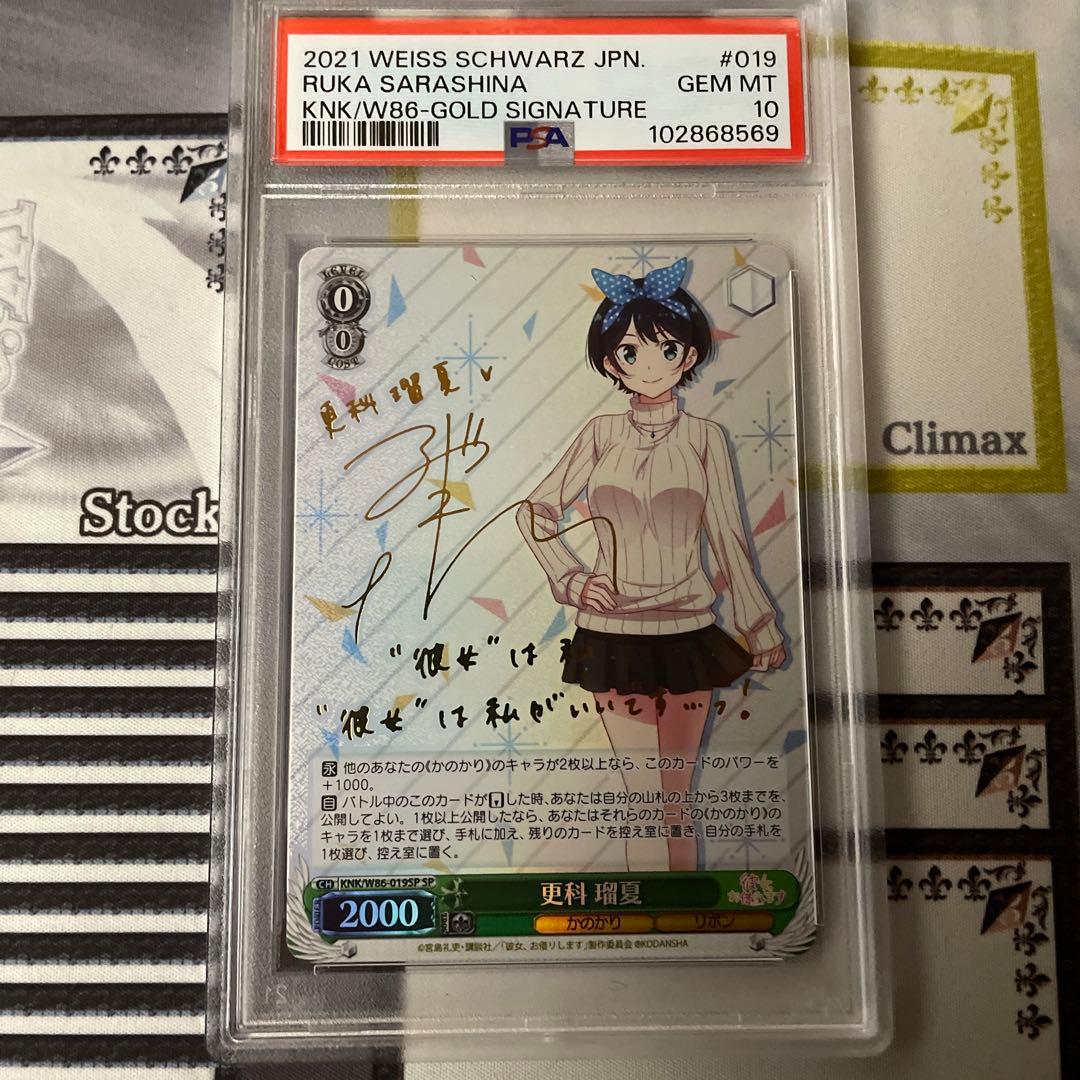 2021 WEISS SCHWARZ JPN. #019
RUKA SARASHINA GEM MT
KNK/W86-GOLD SIGNATURE 10
PSA 102868569
LEVEL
0
0
COST
更科 瑠夏
"彼女"は 私
"彼女"は私がいいです…っ!
Climax
Stock
永 他のあなたの《かのかり》のキャラが2枚以上なら、このカードのパワーを
+1000。
自 バトル中のこのカードが した時、あなたは自分の山札の上から3枚までを、
公開してよい。1枚以上公開したなら、あなたはそれらのカードの《かのかり》の
キャラを1枚まで選び、手札に加え、残りのカードを控え室に置き、自分の手札を
1枚選び、控え室に置く。
CH KNK/W86-019SP SP
更科 瑠夏
POWER 2000
かのかり リボン
©宮島礼吏・講談社/「彼女、お借りします」製作委員会 ®KODANSHA